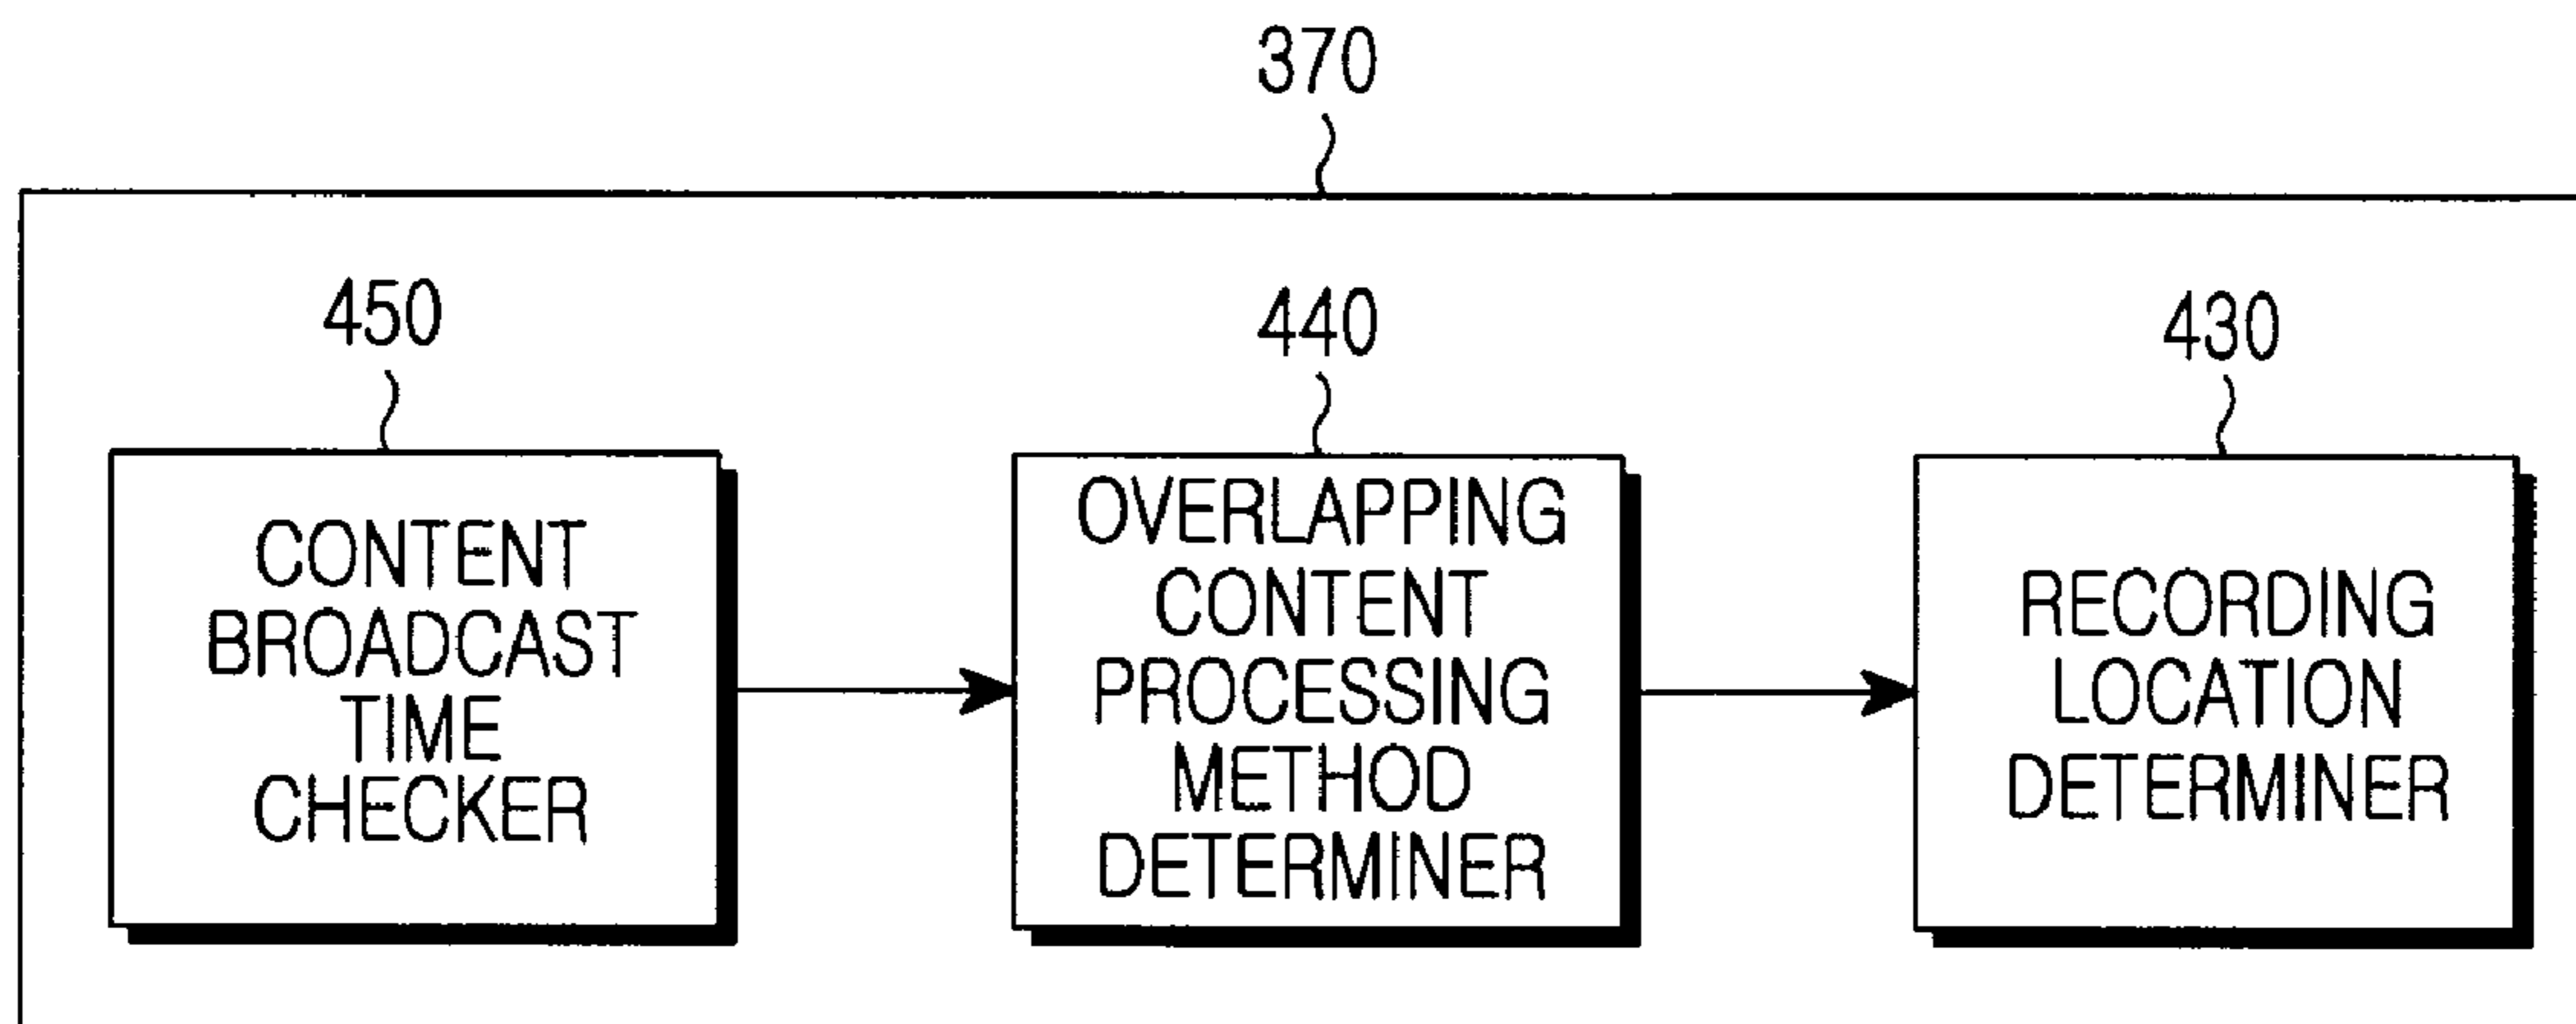 370
450
CONTENT
BROADCAST
TIME
CHECKER
440
OVERLAPPING
CONTENT
PROCESSING
METHOD
DETERMINER
430
RECORDING
LOCATION
DETERMINER